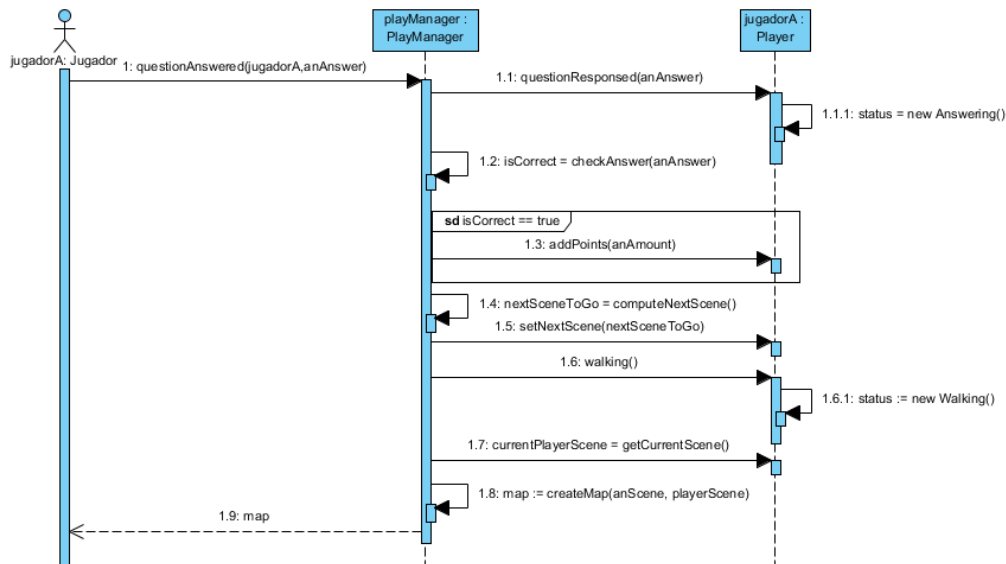 playManager :
PlayManager
jugadorA :
Player
jugadorA: Jugador
1: questionAnswered(jugadorA,anAnswer)
1.1: questionResponsed(anAnswer)
1.1.1: status = new Answering()
1.2: isCorrect = checkAnswer(anAnswer)
sd isCorrect == true
1.3: addPoints(anAmount)
1.4: nextSceneToGo = computeNextScene()
1.5: setNextScene(nextSceneToGo)
1.6: walking()
1.6.1: status := new Walking()
1.7: currentPlayerScene = getCurrentScene()
1.8: map := createMap(anScene, playerScene)
1.9: map